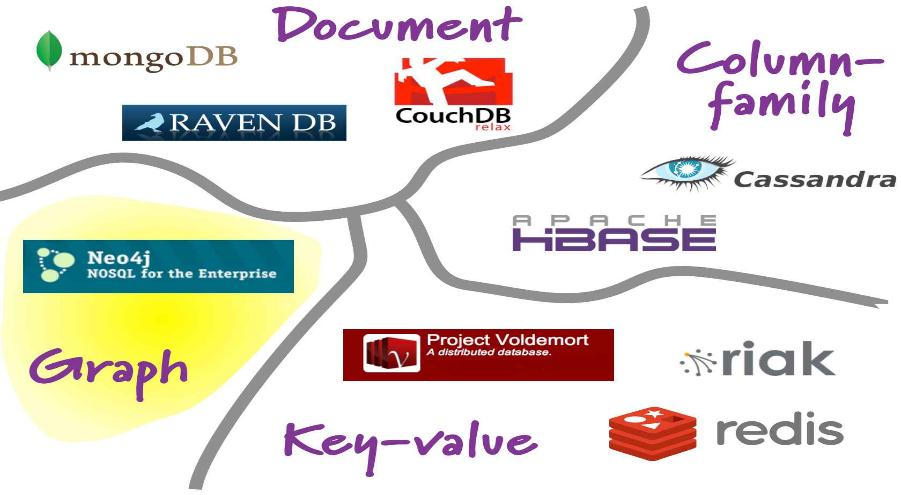 Document
mongoDB
RAVEN DB
CouchDB
relax
Column-
family
Cassandra
APACHE
HBASE
Neo4j
NOSQL for the Enterprise
Graph
Project Voldemort
A distributed database.
V
riak
Key-value
redis